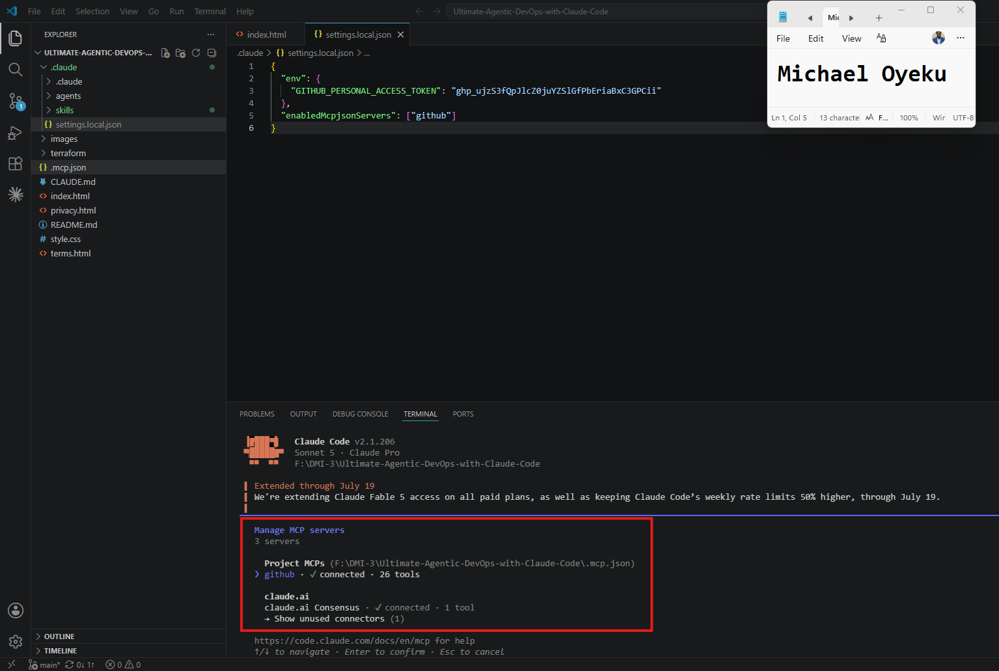 File Edit Selection View Go Run Terminal Help
Ultimate-Agentic-DevOps-with-Claude-Code
EXPLORER
ULTIMATE-AGENTIC-DEVOPS-...
.claude
.claude
agents
skills
settings.local.json
images
terraform
.mcp.json
CLAUDE.md
index.html
privacy.html
README.md
style.css
terms.html
OUTLINE
TIMELINE
index.html
settings.local.json
.claude > {} settings.local.json > ...
1 {
2 "env": {
3 "GITHUB_PERSONAL_ACCESS_TOKEN": "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"
4 },
5 "enabledMcpjsonServers": ["github"]
6 }
Mic
File Edit View
Michael Oyeku
Ln 1, Col 5 13 characte F... 100% Wir UTF-8
PROBLEMS OUTPUT DEBUG CONSOLE TERMINAL PORTS
Claude Code v2.1.206
Sonnet 5 · Claude Pro
F:\DMI-3\Ultimate-Agentic-DevOps-with-Claude-Code
Extended through July 19
We're extending Claude Fable 5 access on all paid plans, as well as keeping Claude Code's weekly rate limits 50% higher, through July 19.
Manage MCP servers
3 servers
Project MCPs (F:\DMI-3\Ultimate-Agentic-DevOps-with-Claude-Code\.mcp.json)
❯ github · ✓ connected · 26 tools
claude.ai
claude.ai Consensus · ✓ connected · 1 tool
→ Show unused connectors (1)
https://code.claude.com/docs/en/mcp for help
↑/↓ to navigate · Enter to confirm · Esc to cancel
main* 0↓ 1↑ 0 0
1